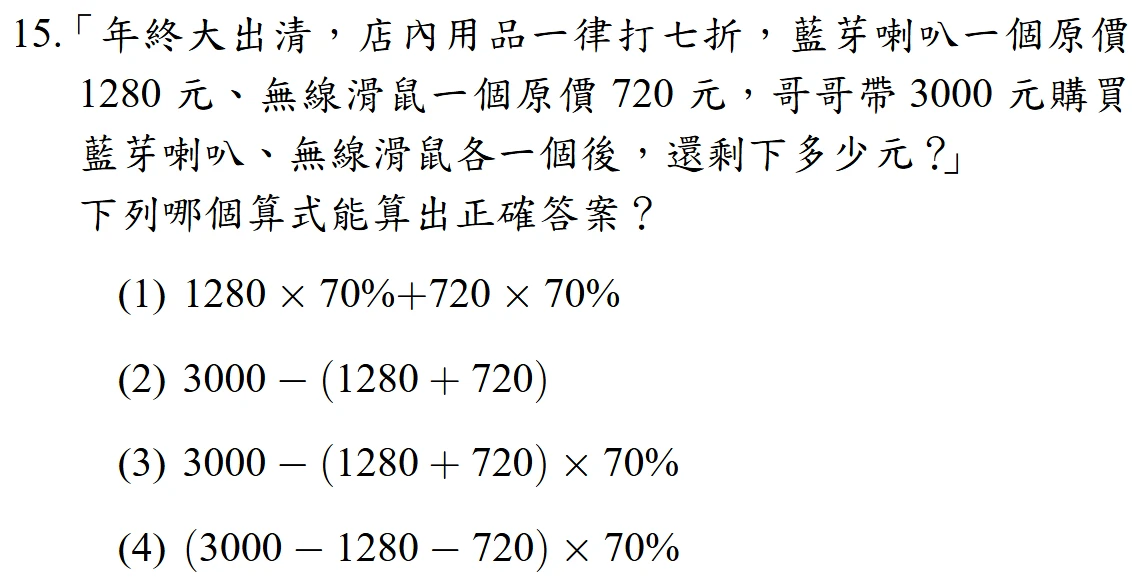 15.「年終大出清，店內用品一律打七折，藍芽喇叭一個原價
1280 元、無線滑鼠一個原價 720 元，哥哥帶 3000 元購買
藍芽喇叭、無線滑鼠各一個後，還剩下多少元？」
下列哪個算式能算出正確答案？
(1) 1280 × 70%+720 × 70%
(2) 3000 − (1280 + 720)
(3) 3000 − (1280 + 720) × 70%
(4) (3000 − 1280 − 720) × 70%